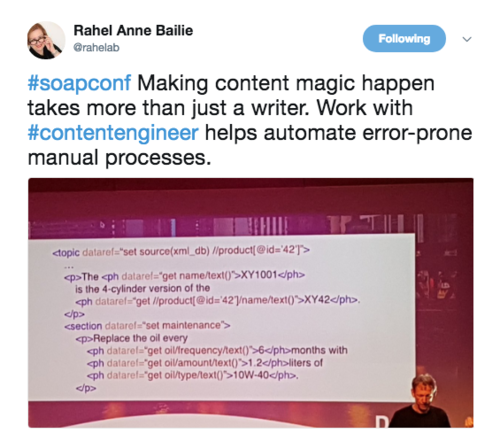 Rahel Anne Bailie
@rahelab
Following
#soapconf Making content magic happen
takes more than just a writer. Work with
#contentengineer helps automate error-prone
manual processes.
<topic dataref="set source(xml_db) //product[@id='42']">
...
<p>The <ph dataref="get name/text()">XY1001</ph>
is the 4-cylinder version of the
<ph dataref="get //product[@id='42']/name/text()">XY42</ph>.
</p>
<section dataref="set maintenance">
<p>Replace the oil every
<ph dataref="get oil/frequency/text()">6</ph>months with
<ph dataref="get oil/amount/text()">1.2</ph>liters of
<ph dataref="get oil/type/text()">10W-40</ph>.
</p>